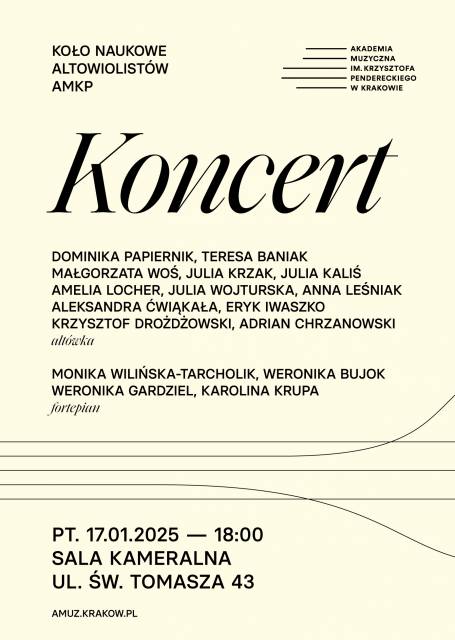 KOŁO NAUKOWE
ALTOWIOLISTÓW
AMKP
AKADEMIA
MUZYCZNA
IM. KRZYSZTOFA
PENDERECKIEGO
W KRAKOWIE
Koncert
DOMINIKA PAPIERNIK, TERESA BANIAK
MAŁGORZATA WOŚ, JULIA KRZAK, JULIA KALIŚ
AMELIA LOCHER, JULIA WOJTURSKA, ANNA LEŚNIAK
ALEKSANDRA ĆWIĄKAŁA, ERYK IWASZKO
KRZYSZTOF DROŻDŻOWSKI, ADRIAN CHRZANOWSKI
altówka
MONIKA WILIŃSKA-TARCHOLIK, WERONIKA BUJOK
WERONIKA GARDZIEL, KAROLINA KRUPA
fortepian
PT. 17.01.2025 — 18:00
SALA KAMERALNA
UL. ŚW. TOMASZA 43
AMUZ.KRAKOW.PL